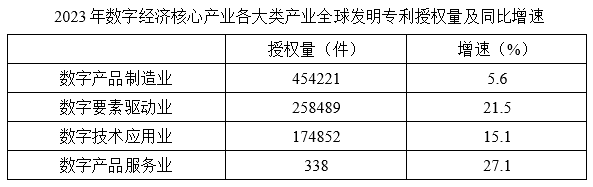 2023年数字经济核心产业各大类产业全球发明专利授权量及同比增速
授权量（件） 增速（%）
数字产品制造业 454221 5.6
数字要素驱动业 258489 21.5
数字技术应用业 174852 15.1
数字产品服务业 338 27.1